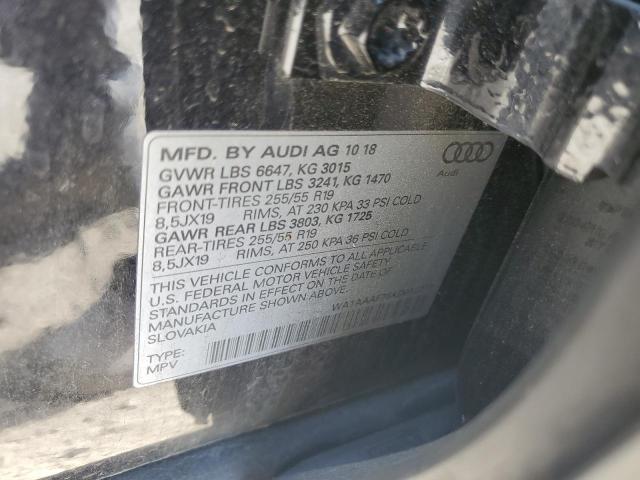 MFD. BY AUDI AG 10 18
GVWR LBS 6647, KG 3015
GAWR FRONT LBS 3241, KG 1470
FRONT-TIRES 255/55 R19
8,5JX19 RIMS, AT 230 KPA 33 PSI COLD
GAWR REAR LBS 3803, KG 1725
REAR-TIRES 255/55 R19
8,5JX19 RIMS, AT 250 KPA 36 PSI COLD
THIS VEHICLE CONFORMS TO ALL APPLICABLE
U.S. FEDERAL MOTOR VEHICLE SAFETY
STANDARDS IN EFFECT ON THE DATE OF
MANUFACTURE SHOWN ABOVE.
SLOVAKIA
TYPE:
MPV
Audi